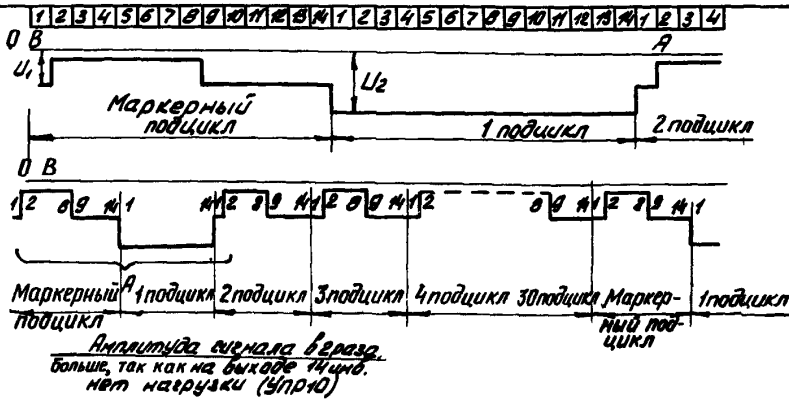 1 2 3 4 5 6 7 8 9 10 11 12 13 14 1 2 3 4 5 6 7 8 9 10 11 12 13 14 1 2 3 4
0 В
А
U1
U2
Маркерный подцикл
1 подцикл
2 подцикл
0 В
1 2 8 9 14 1 14 1 2 8 9 14 1 2 8 9 14 1 2 8 9 14 1 2 8 9 14 1
А
Маркерный подцикл
1 подцикл
2 подцикл
3 подцикл
4 подцикл
30 подцикл
Маркер-
ный под-
цикл
1 подцикл
Амплитуда сигнала в 2 раза
больше, так как на выходе 14 инв.
нет нагрузки (УПР10)